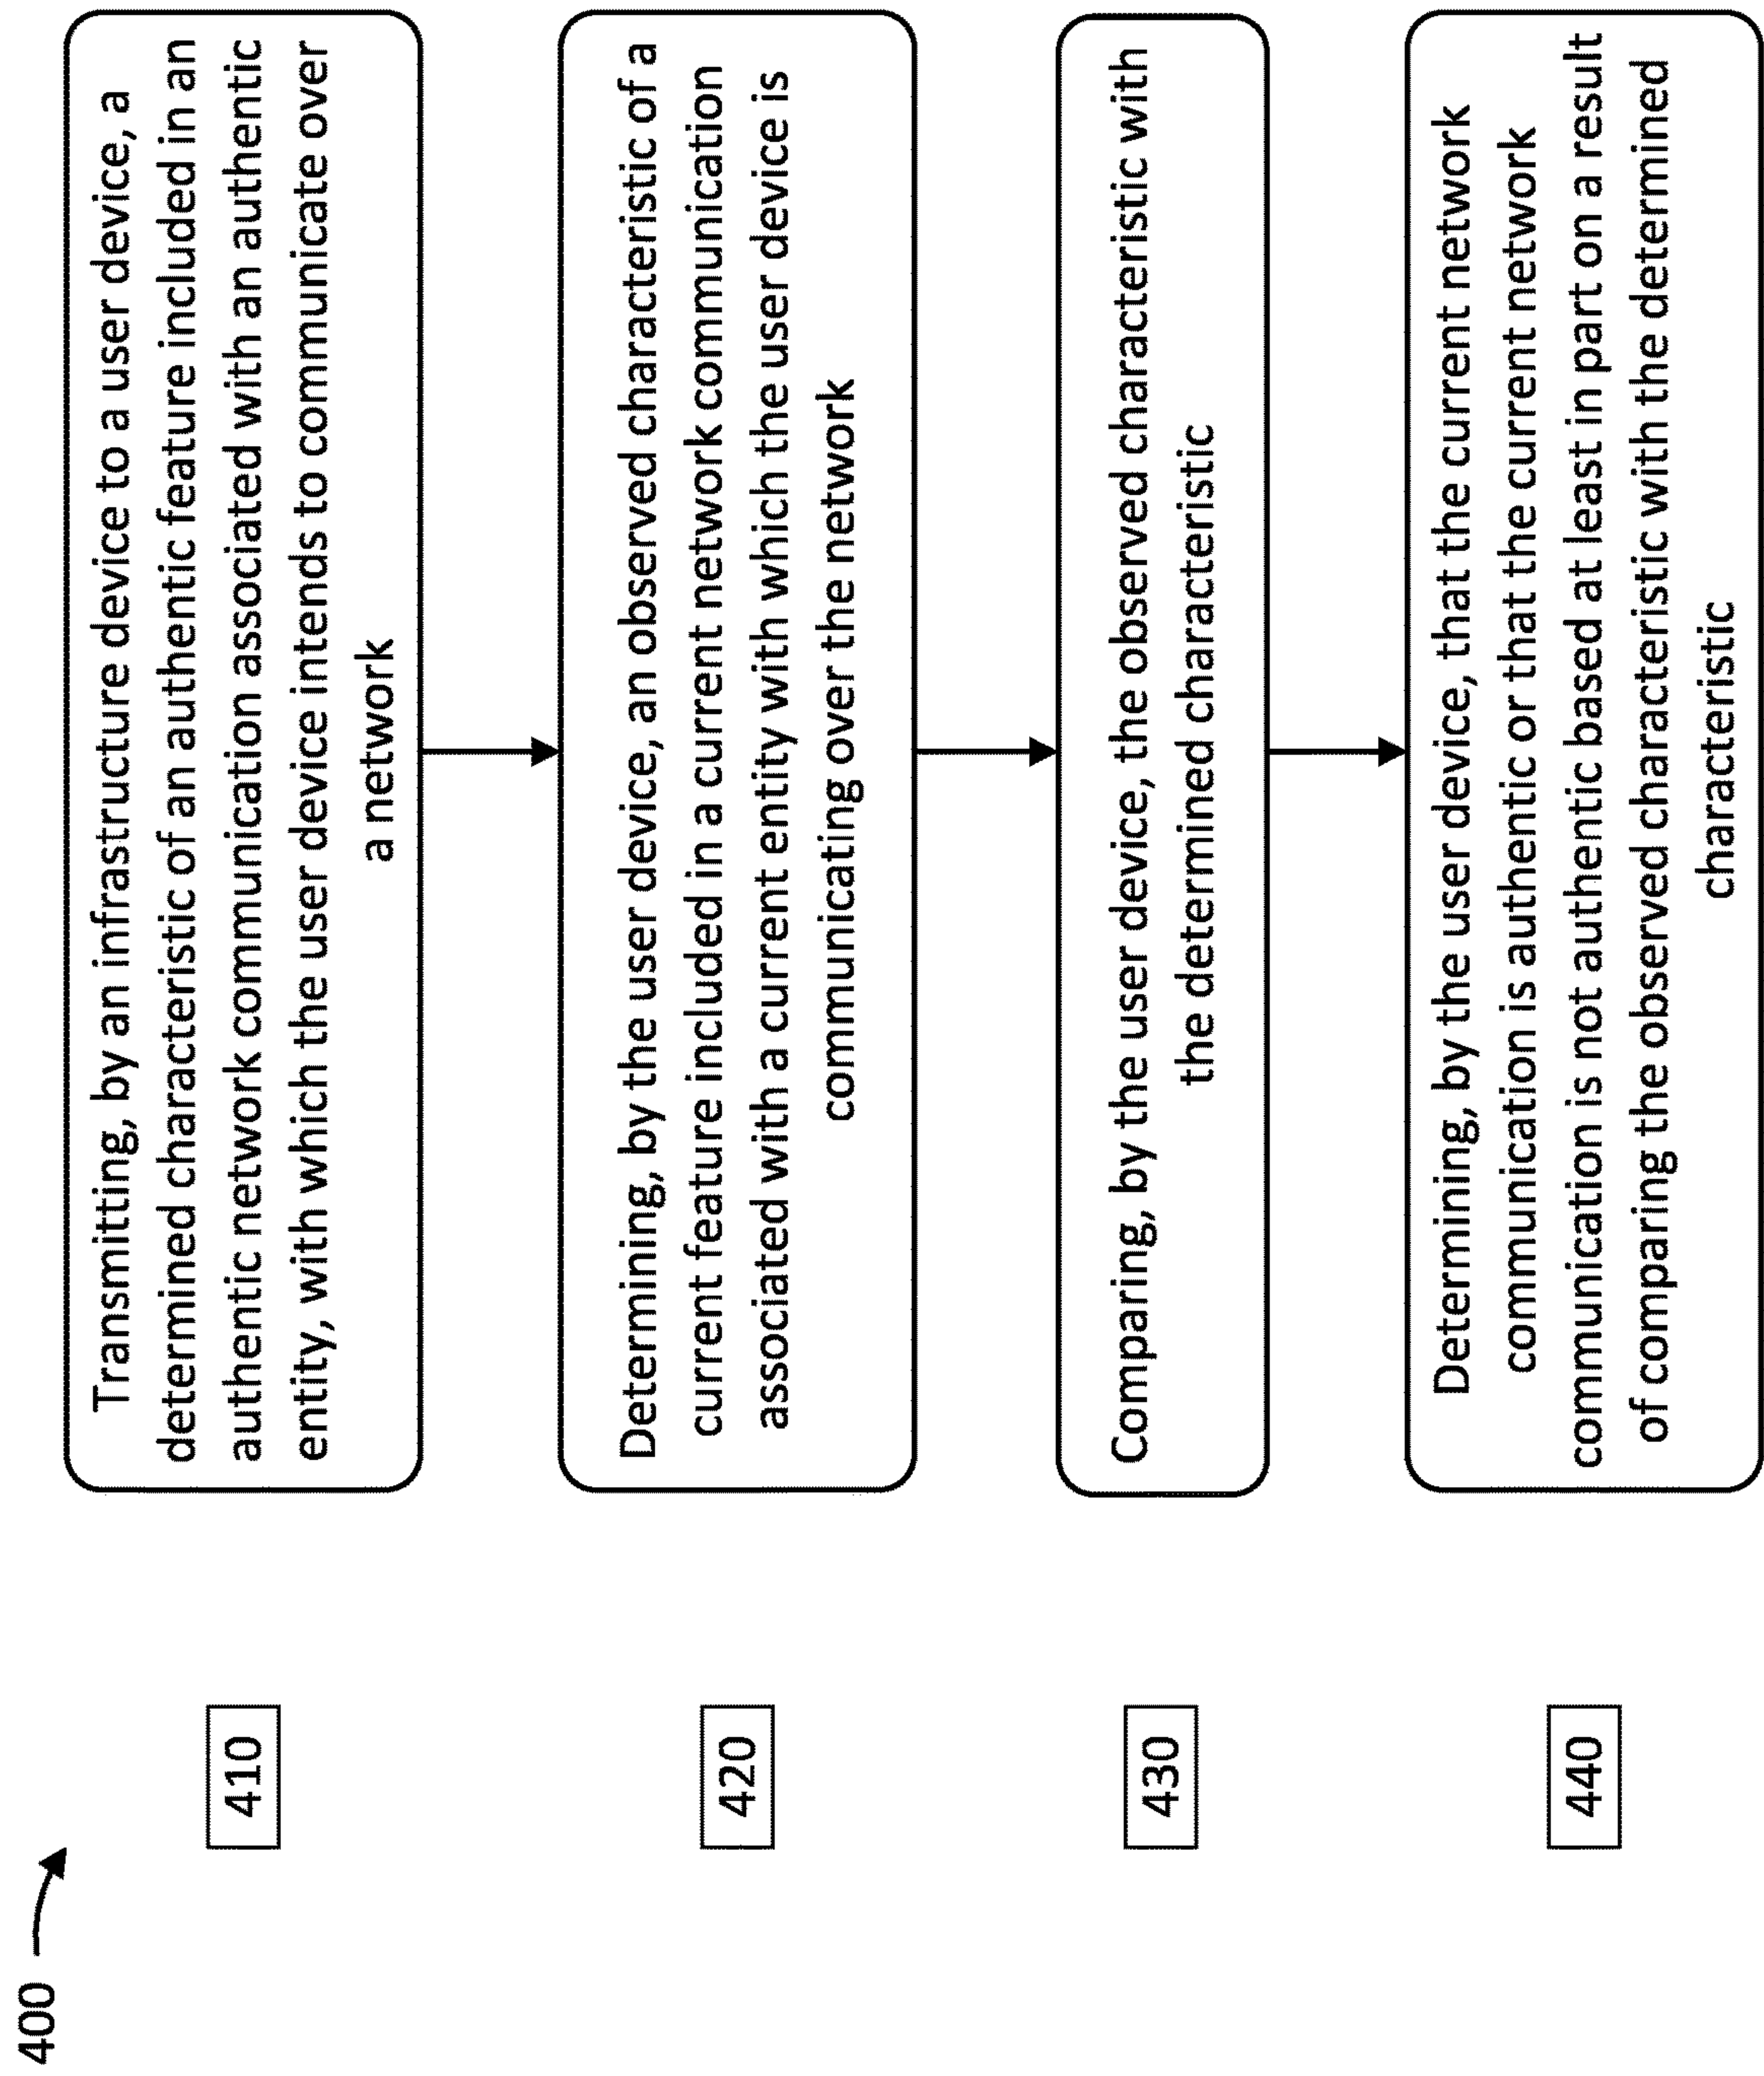 400
410
Transmitting, by an infrastructure device to a user device, a
determined characteristic of an authentic feature included in an
authentic network communication associated with an authentic
entity, with which the user device intends to communicate over
a network
420
Determining, by the user device, an observed characteristic of a
current feature included in a current network communication
associated with a current entity with which the user device is
communicating over the network
430
Comparing, by the user device, the observed characteristic with
the determined characteristic
440
Determining, by the user device, that the current network
communication is authentic or that the current network
communication is not authentic based at least in part on a result
of comparing the observed characteristic with the determined
characteristic